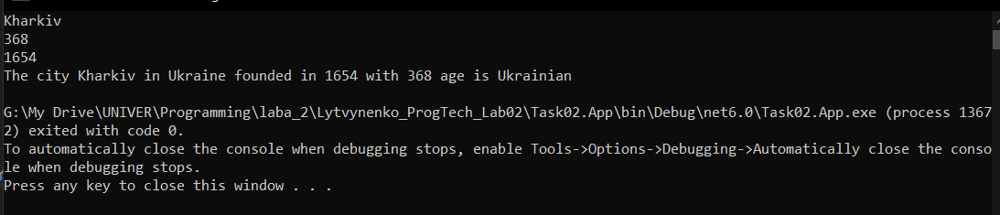 Kharkiv
368
1654
The city Kharkiv in Ukraine founded in 1654 with 368 age is Ukrainian
G:\My Drive\UNIVER\Programming\laba_2\Lytvynenko_ProgTech_Lab02\Task02.App\bin\Debug\net6.0\Task02.App.exe (process 1367
2) exited with code 0.
To automatically close the console when debugging stops, enable Tools->Options->Debugging->Automatically close the conso
le when debugging stops.
Press any key to close this window . . .